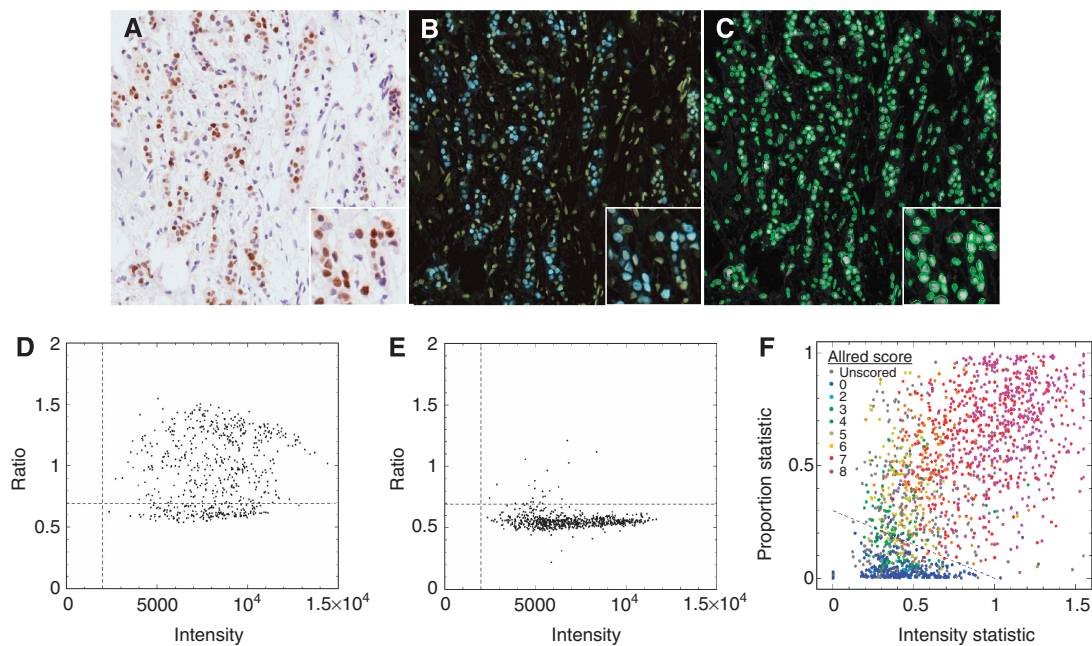 A
B
C
D
2
1.5
1
0.5
0
Ratio
0
5000
10⁴
1.5×10⁴
Intensity
E
2
1.5
1
0.5
0
Ratio
0
5000
10⁴
1.5×10⁴
Intensity
F
1
0.5
0
Proportion statistic
Allred score
Unscored
0
2
3
4
5
6
7
8
0
0.5
1
1.5
Intensity statistic